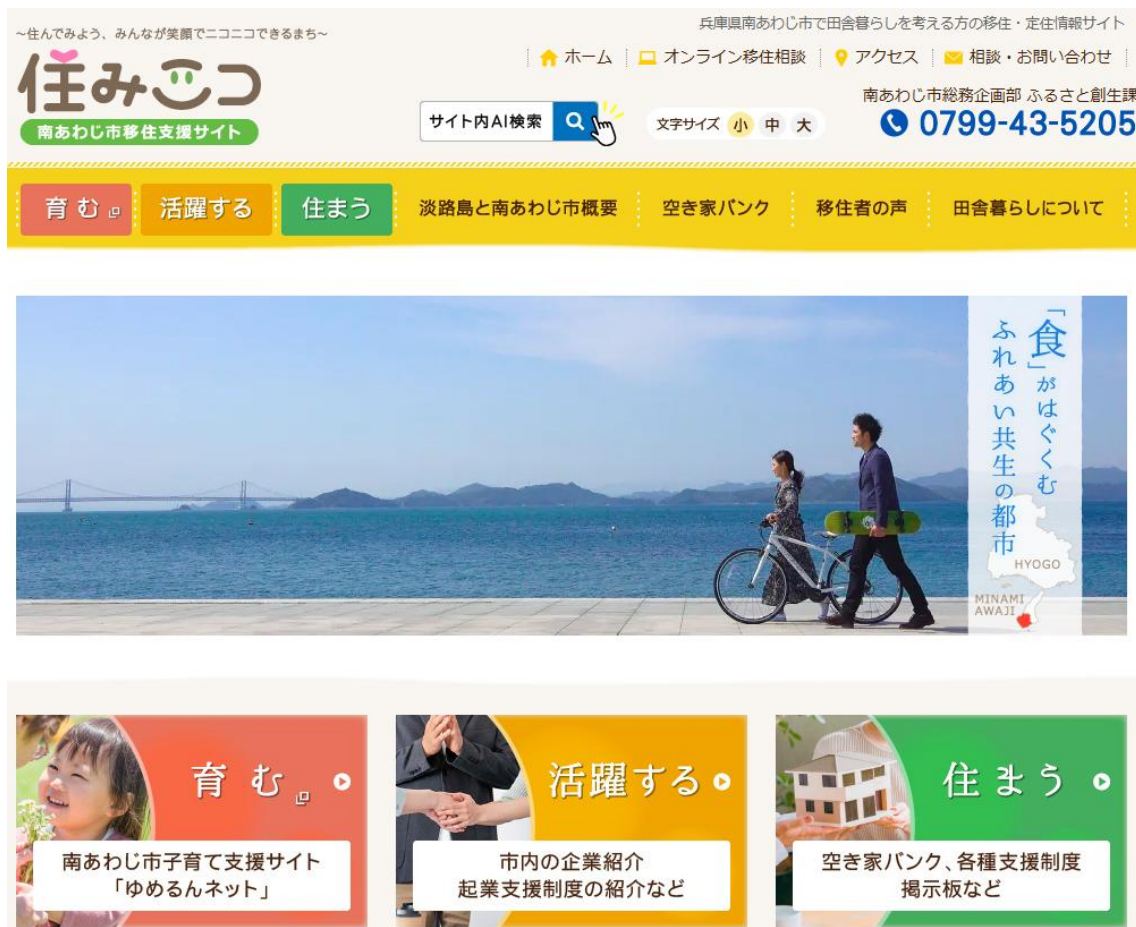 ~住んでみよう、みんなが笑顔でニコニコできるまち~
住みニコ
南あわじ市移住支援サイト
兵庫県南あわじ市で田舎暮らしを考える方の移住・定住情報サイト
ホーム オンライン移住相談 アクセス 相談・お問い合わせ
南あわじ市総務企画部 ふるさと創生課
サイト内AI検索 文字サイズ 小 中 大 0799-43-5205
育む 活躍する 住まう 淡路島と南あわじ市概要 空き家バンク 移住者の声 田舎暮らしについて
「食」がはぐくむ
ふれあい共生の都市
HYOGO
MINAMI
AWAJI
育む
南あわじ市子育て支援サイト
「ゆめるんネット」
活躍する
市内の企業紹介
起業支援制度の紹介など
住まう
空き家バンク、各種支援制度
掲示板など